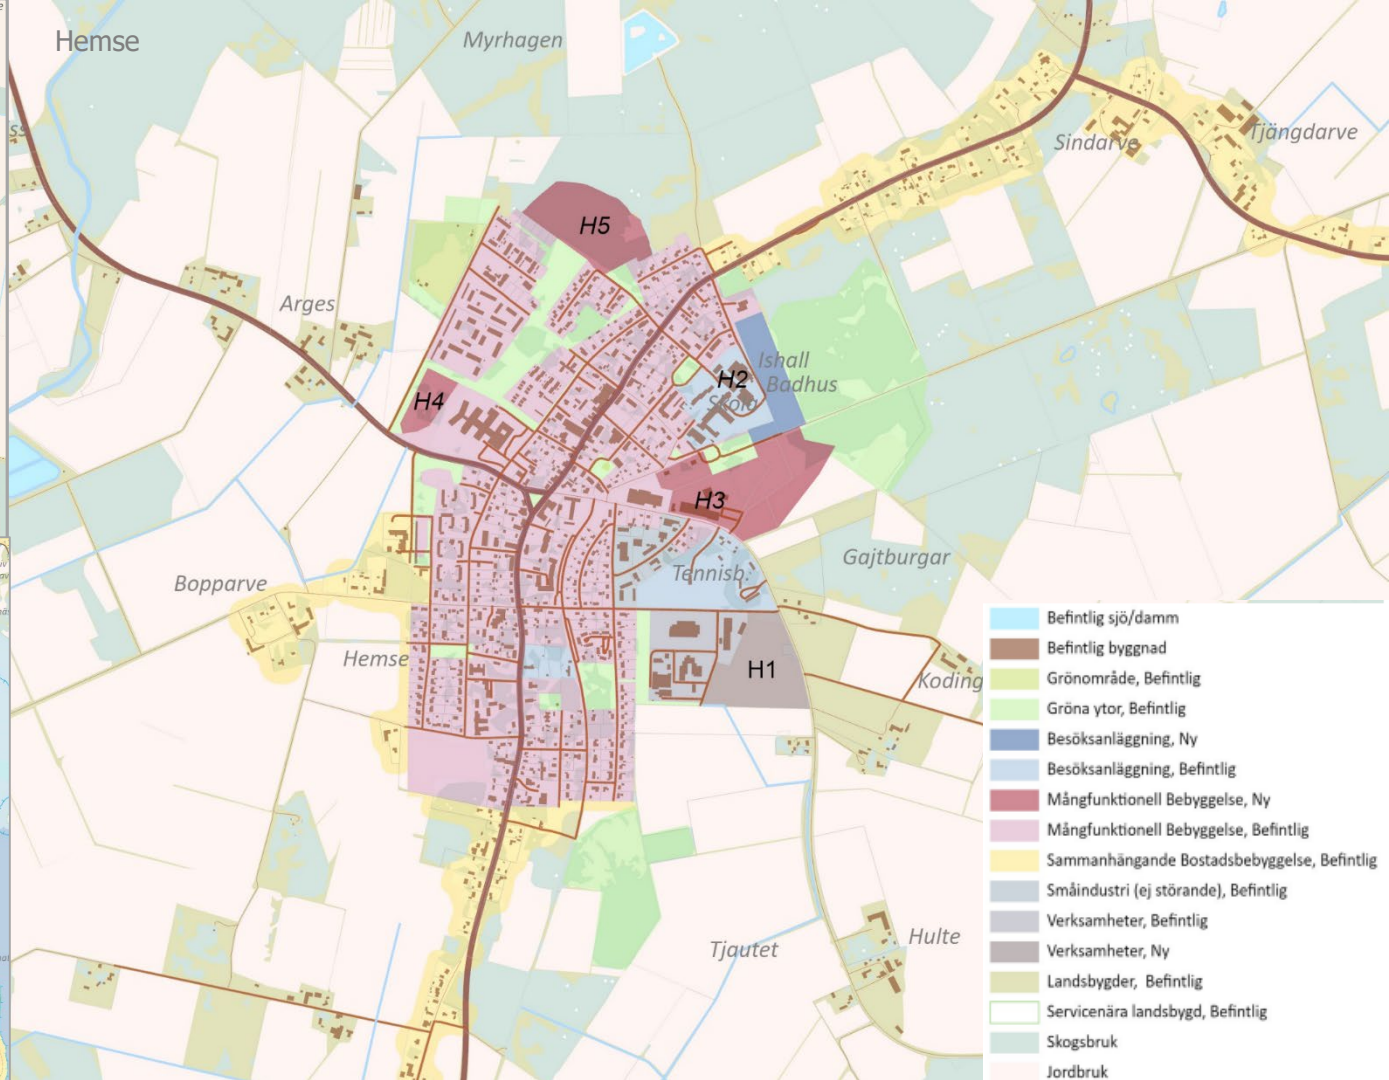 Hemse
Myrhagen
ss
Sindarve
Tjängdarve
H5
Arges
Ishall
H2
Badhus
Skola
H4
H3
Gajtburgar
Tennisb.
Bopparve
Hemse
H1
Koding
Tjautet
Hulte
Befintlig sjö/damm
Befintlig byggnad
Grönområde, Befintlig
Gröna ytor, Befintlig
Besöksanläggning, Ny
Besöksanläggning, Befintlig
Mångfunktionell Bebyggelse, Ny
Mångfunktionell Bebyggelse, Befintlig
Sammanhängande Bostadsbebyggelse, Befintlig
Småindustri (ej störande), Befintlig
Verksamheter, Befintlig
Verksamheter, Ny
Landsbygder, Befintlig
Servicenära landsbygd, Befintlig
Skogsbruk
Jordbruk